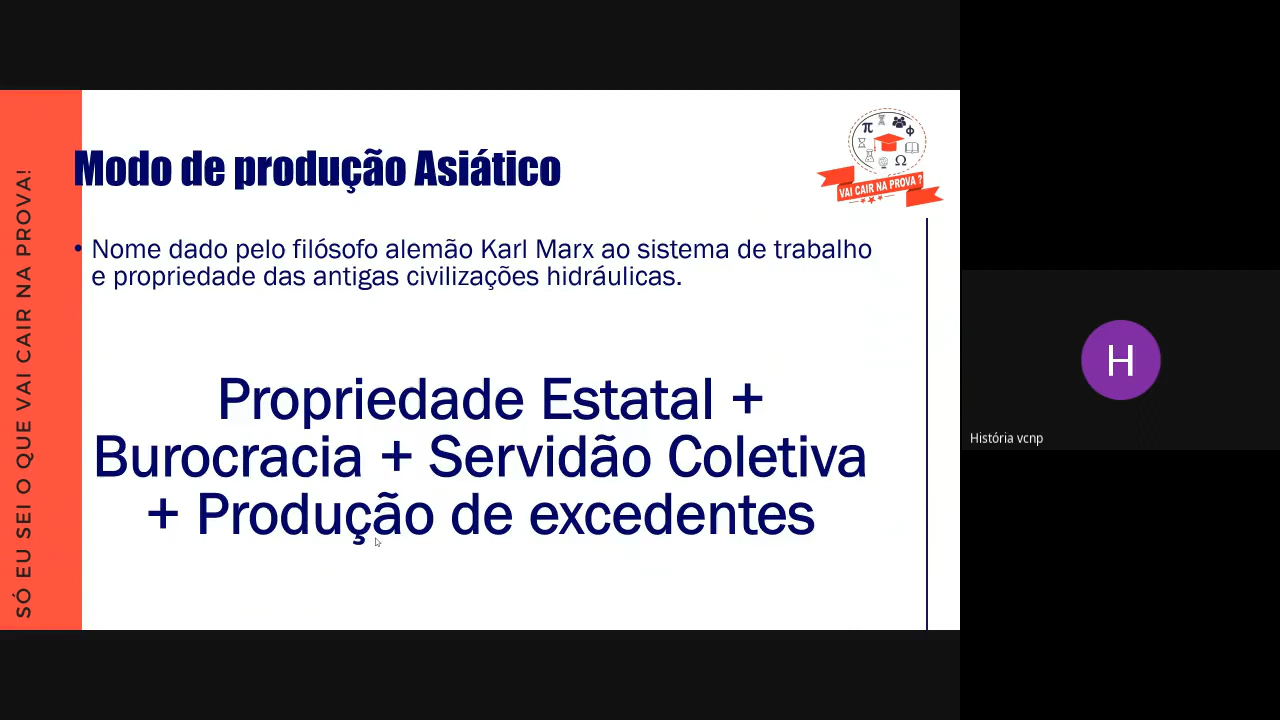 SÓ EU SEI O QUE VAI CAIR NA PROVA!
Modo de produção Asiático
π
Φ
Ω
VAI CAIR NA PROVA ?
• Nome dado pelo filósofo alemão Karl Marx ao sistema de trabalho
e propriedade das antigas civilizações hidráulicas.
Propriedade Estatal +
Burocracia + Servidão Coletiva
+ Produção de excedentes
H
História vcnp